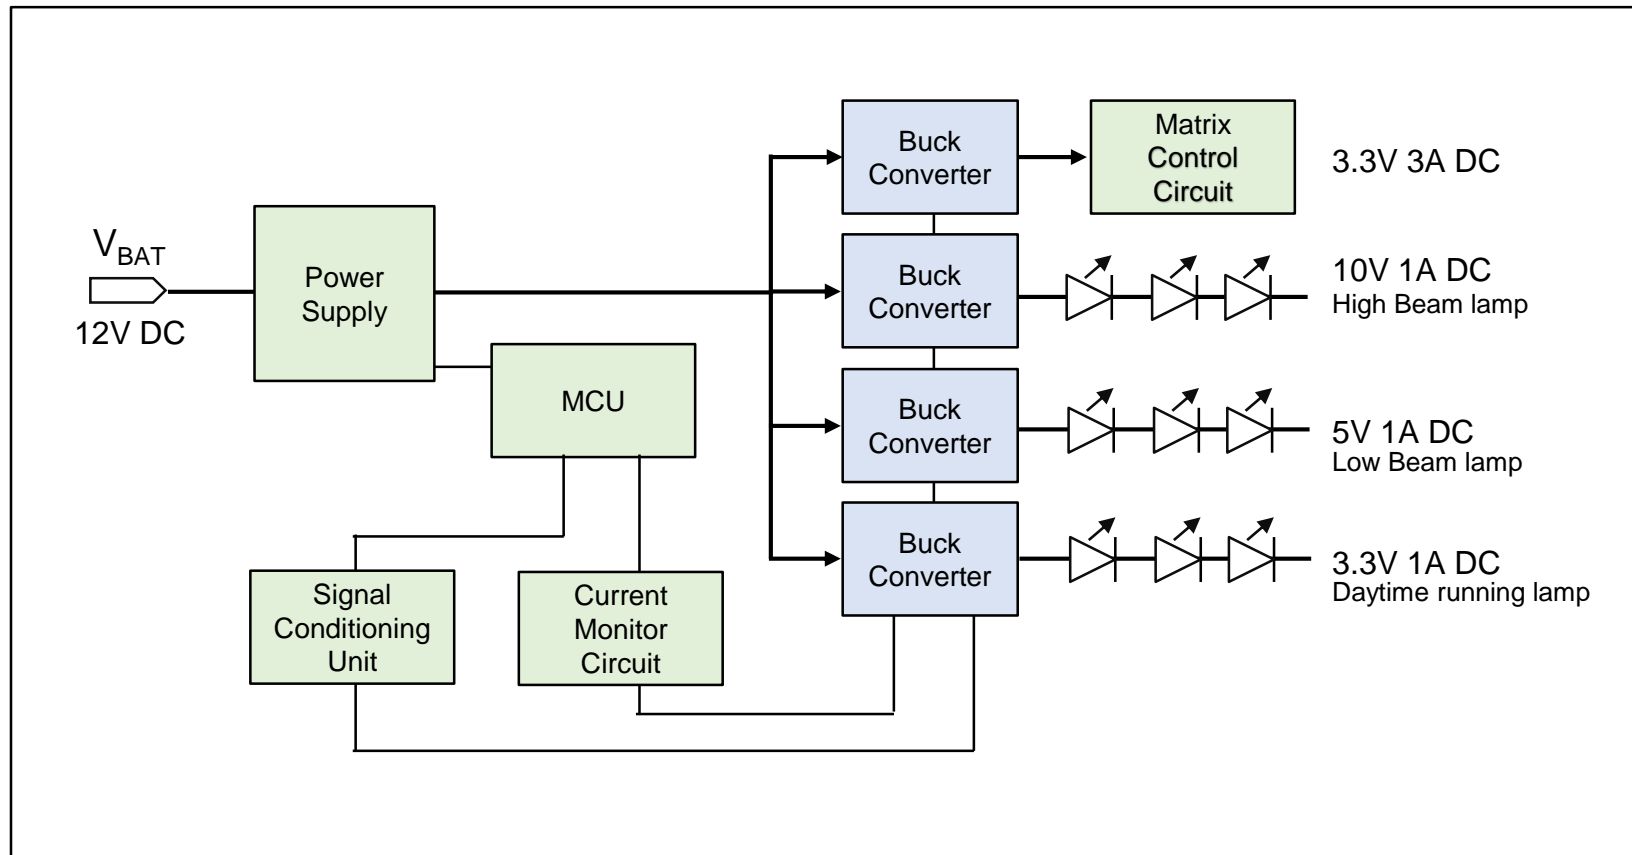 Buck
Converter
Matrix
Control
Circuit
3.3V 3A DC
VBAT
12V DC
Power
Supply
Buck
Converter
10V 1A DC
High Beam lamp
MCU
Buck
Converter
5V 1A DC
Low Beam lamp
Signal
Conditioning
Unit
Current
Monitor
Circuit
Buck
Converter
3.3V 1A DC
Daytime running lamp